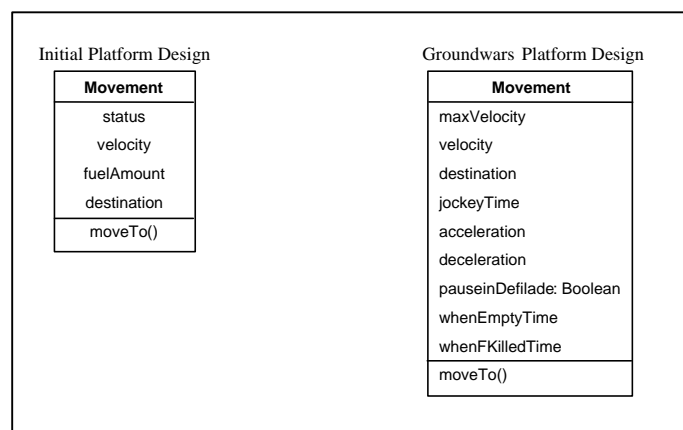 Initial Platform Design
Movement
status
velocity
fuelAmount
destination
moveTo()
Groundwars Platform Design
Movement
maxVelocity
velocity
destination
jockeyTime
acceleration
deceleration
pauseinDefilade: Boolean
whenEmptyTime
whenFKilledTime
moveTo()